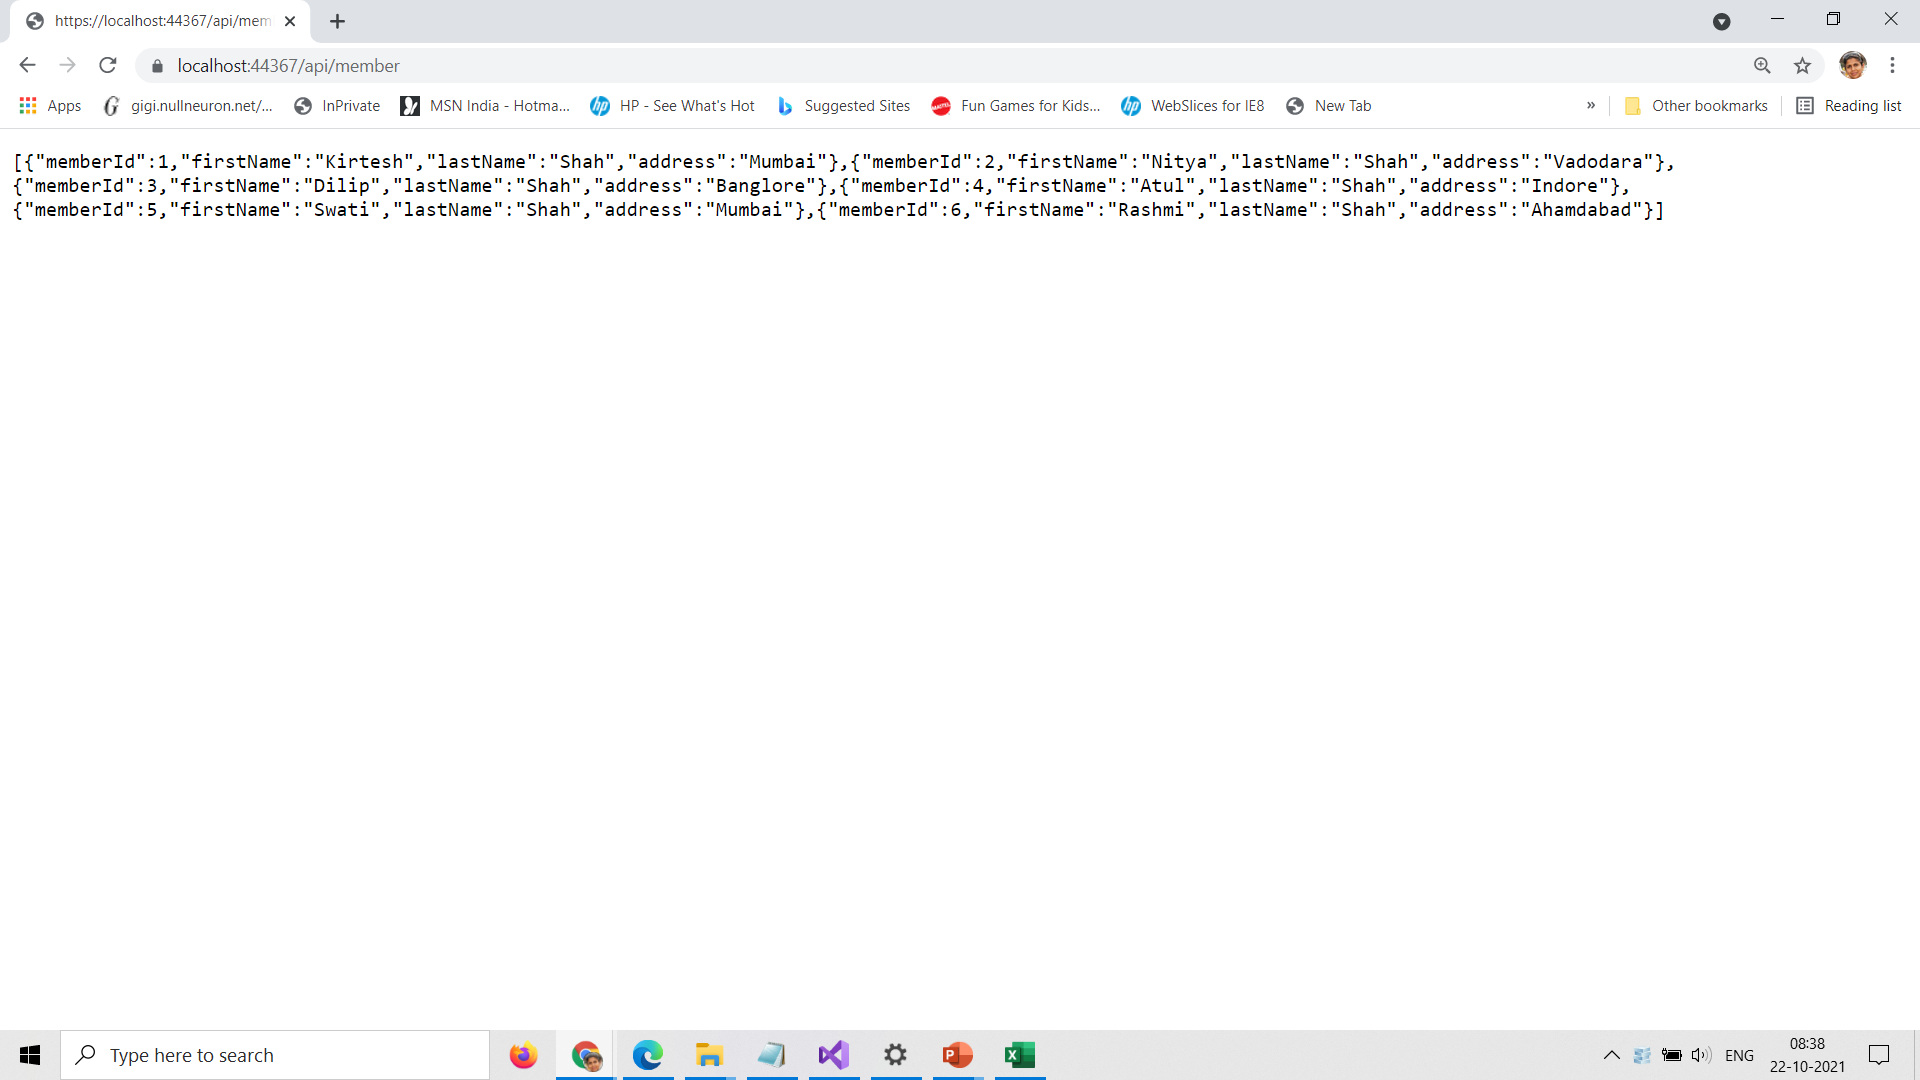 https://localhost:44367/api/mem
localhost:44367/api/member
Apps gigi.nullneuron.net/... InPrivate MSN India - Hotma... HP - See What's Hot Suggested Sites Fun Games for Kids... WebSlices for IE8 New Tab » Other bookmarks Reading list
[{"memberId":1,"firstName":"Kirtesh","lastName":"Shah","address":"Mumbai"},{"memberId":2,"firstName":"Nitya","lastName":"Shah","address":"Vadodara"},
{"memberId":3,"firstName":"Dilip","lastName":"Shah","address":"Banglore"},{"memberId":4,"firstName":"Atul","lastName":"Shah","address":"Indore"},
{"memberId":5,"firstName":"Swati","lastName":"Shah","address":"Mumbai"},{"memberId":6,"firstName":"Rashmi","lastName":"Shah","address":"Ahamdabad"}]
Type here to search
ENG
08:38
22-10-2021